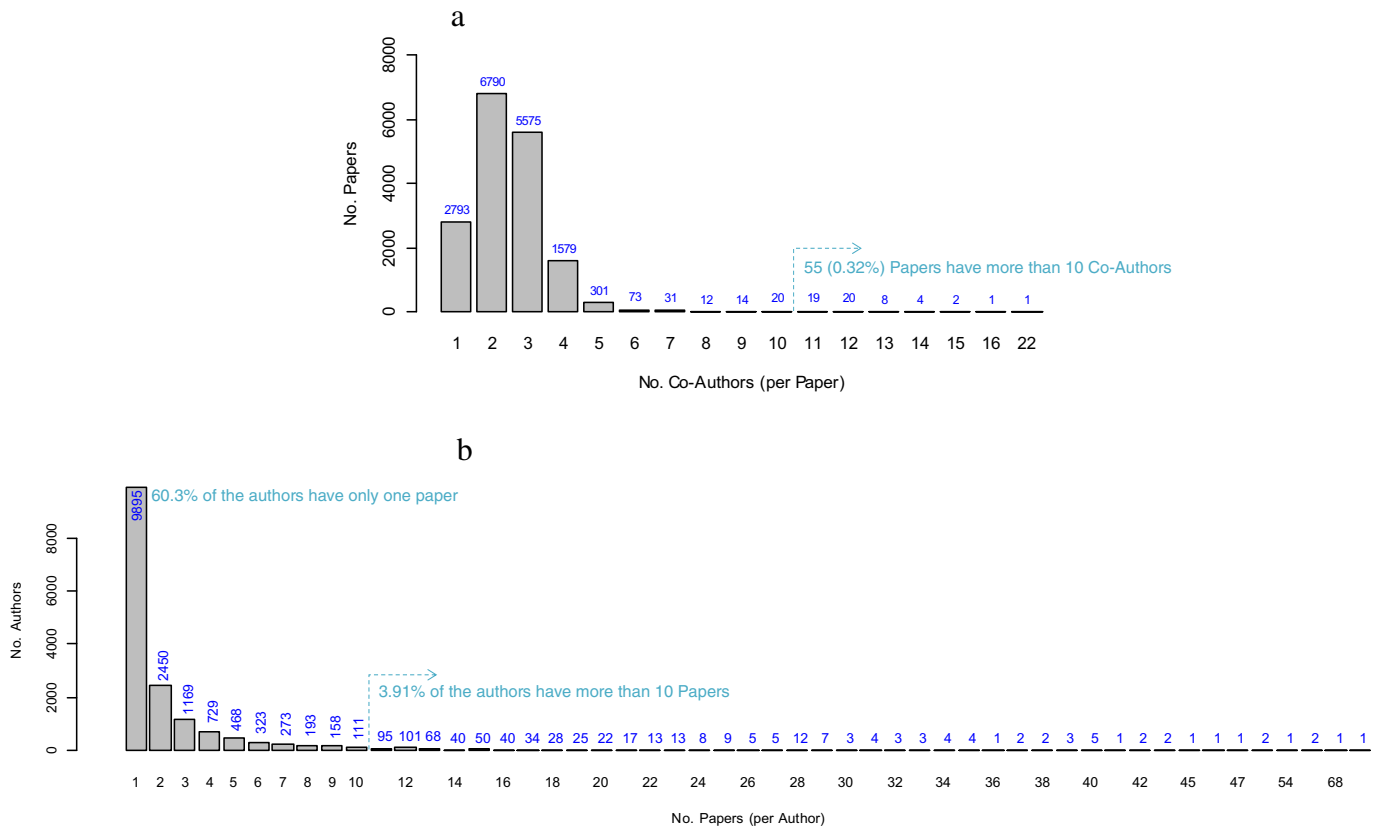 a
8000
6000
4000
2000
0
No. Papers
2793 6790 5575 1579 301 73 31 12 14 20 19 20 8 4 2 1 1
55 (0.32%) Papers have more than 10 Co-Authors
1 2 3 4 5 6 7 8 9 10 11 12 13 14 15 16 22
No. Co-Authors (per Paper)
b
8000
6000
4000
2000
0
No. Authors
60.3% of the authors have only one paper
3.91% of the authors have more than 10 Papers
9895 2450 1169 729 468 323 273 193 158 111 95 101 68 40 50 40 34 28 25 22 17 13 13 8 9 5 5 12 7 3 4 3 3 4 4 1 2 2 3 5 1 2 2 1 1 1 2 1 2 1 1
1 2 3 4 5 6 7 8 9 10 12 14 16 18 20 22 24 26 28 30 32 34 36 38 40 42 45 47 54 68
No. Papers (per Author)